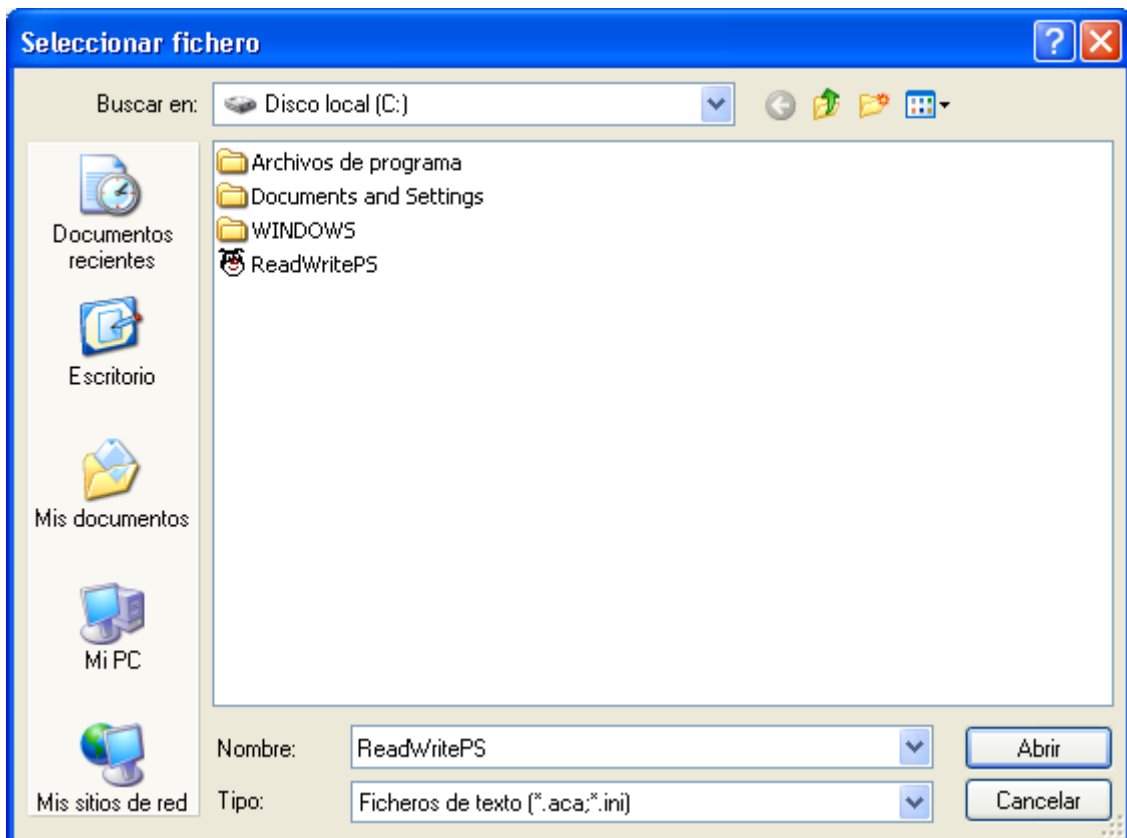 Seleccionar fichero
Buscar en:
Disco local (C:)
Archivos de programa
Documents and Settings
WINDOWS
ReadWritePS
Documentos
recientes
Escritorio
Mis documentos
Mi PC
Mis sitios de red
Nombre:
ReadWritePS
Abrir
Tipo:
Ficheros de texto (*.aca;*.ini)
Cancelar